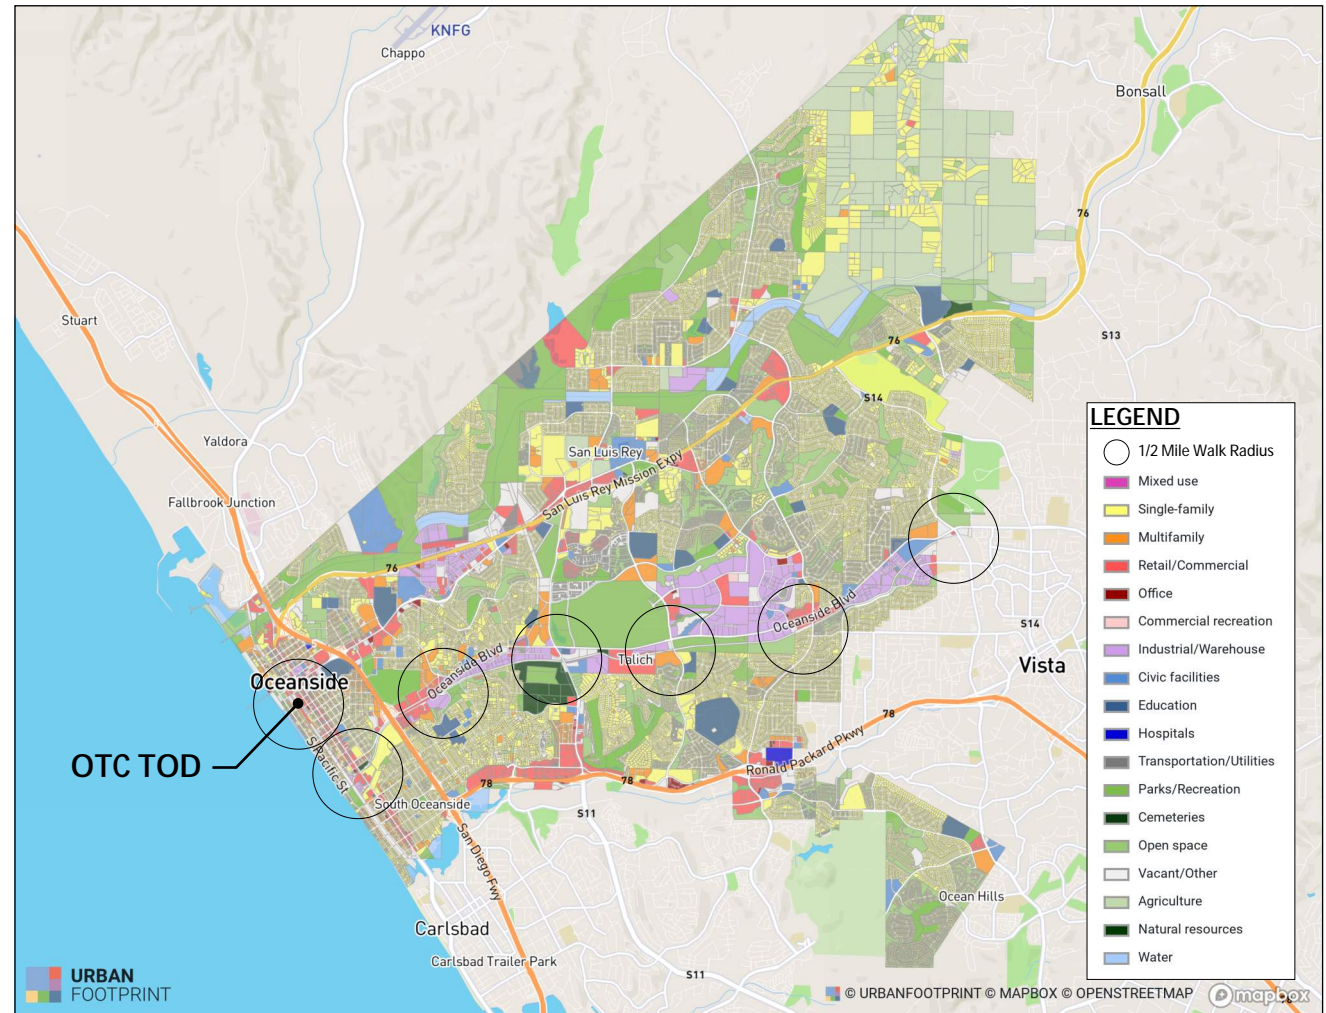 KNFG
Chappo
Bonsall
76
Stuart
S13
76
S14
Yaldora
San Luis Rey
San Luis Rey Mission Expy
Fallbrook Junction
76
Oceanside Blvd
S14
Oceanside Blvd
Talich
Vista
Oceanside
OTC TOD
S Pacific St
78
Ronald Packard Pkwy
78
78
South Oceanside
S11
San Diego Fwy
Ocean Hills
Carlsbad
Carlsbad Trailer Park
S11
LEGEND
1/2 Mile Walk Radius
Mixed use
Single-family
Multifamily
Retail/Commercial
Office
Commercial recreation
Industrial/Warehouse
Civic facilities
Education
Hospitals
Transportation/Utilities
Parks/Recreation
Cemeteries
Open space
Vacant/Other
Agriculture
Natural resources
Water
URBAN
FOOTPRINT
© URBANFOOTPRINT © MAPBOX © OPENSTREETMAP
mapbox